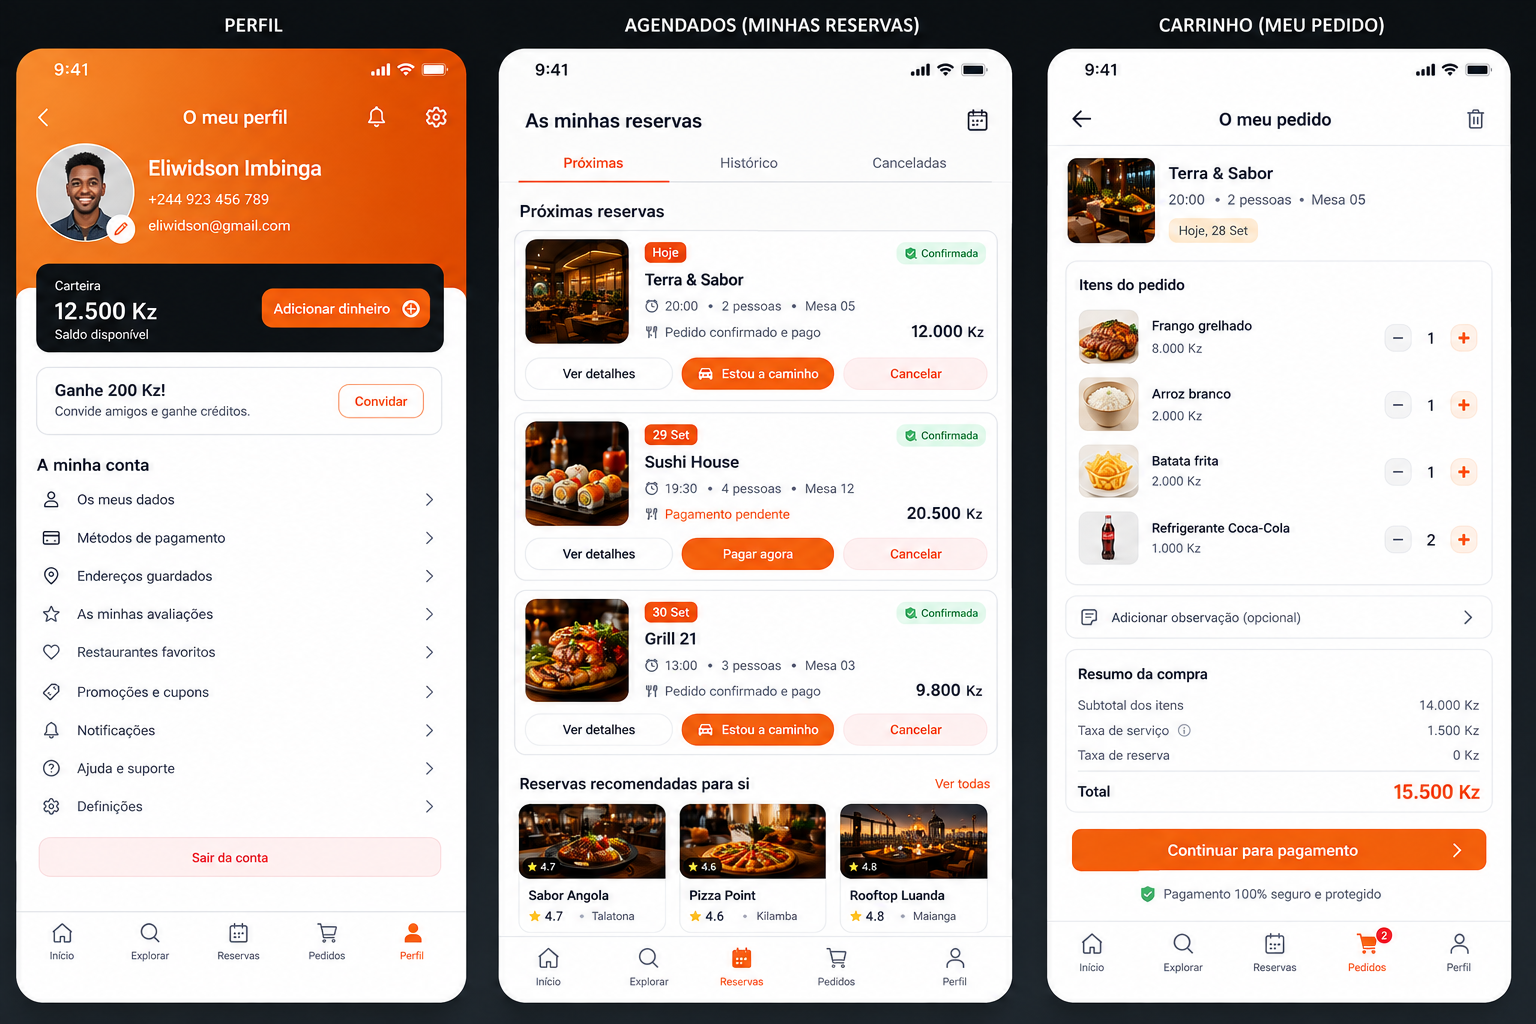 PERFIL
9:41
O meu perfil
Eliwidson Imbinga
+244 923 456 789
eliwidson@gmail.com
Carteira
12.500 Kz
Saldo disponível
Adicionar dinheiro
Ganhe 200 Kz!
Convide amigos e ganhe créditos.
Convidar
A minha conta
Os meus dados
Métodos de pagamento
Endereços guardados
As minhas avaliações
Restaurantes favoritos
Promoções e cupons
Notificações
Ajuda e suporte
Definições
Sair da conta
Início
Explorar
Reservas
Pedidos
Perfil
AGENDADOS (MINHAS RESERVAS)
9:41
As minhas reservas
Próximas
Histórico
Canceladas
Próximas reservas
Hoje
Confirmada
Terra & Sabor
20:00 • 2 pessoas • Mesa 05
Pedido confirmado e pago
12.000 Kz
Ver detalhes
Estou a caminho
Cancelar
29 Set
Confirmada
Sushi House
19:30 • 4 pessoas • Mesa 12
Pagamento pendente
20.500 Kz
Ver detalhes
Pagar agora
Cancelar
30 Set
Confirmada
Grill 21
13:00 • 3 pessoas • Mesa 03
Pedido confirmado e pago
9.800 Kz
Ver detalhes
Estou a caminho
Cancelar
Reservas recomendadas para si
Ver todas
4.7
Sabor Angola
4.7 • Talatona
4.6
Pizza Point
4.6 • Kilamba
4.8
Rooftop Luanda
4.8 • Maianga
Início
Explorar
Reservas
Pedidos
Perfil
CARRINHO (MEU PEDIDO)
9:41
O meu pedido
Terra & Sabor
20:00 • 2 pessoas • Mesa 05
Hoje, 28 Set
Itens do pedido
Frango grelhado
8.000 Kz
− 1 +
Arroz branco
2.000 Kz
− 1 +
Batata frita
2.000 Kz
− 1 +
Refrigerante Coca-Cola
1.000 Kz
− 2 +
Adicionar observação (opcional)
Resumo da compra
Subtotal dos itens 14.000 Kz
Taxa de serviço 1.500 Kz
Taxa de reserva 0 Kz
Total 15.500 Kz
Continuar para pagamento
Pagamento 100% seguro e protegido
2
Início
Explorar
Reservas
Pedidos
Perfil